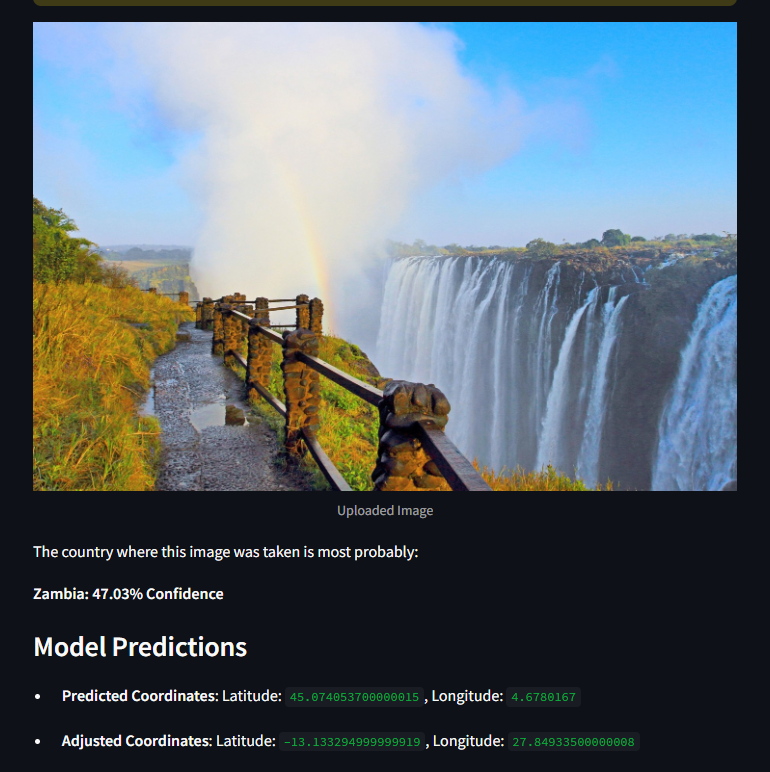 Uploaded Image
The country where this image was taken is most probably:
Zambia: 47.03% Confidence
Model Predictions
• Predicted Coordinates: Latitude: 45.074053700000015, Longitude: 4.6780167
• Adjusted Coordinates: Latitude: -13.133294999999919, Longitude: 27.84933500000008